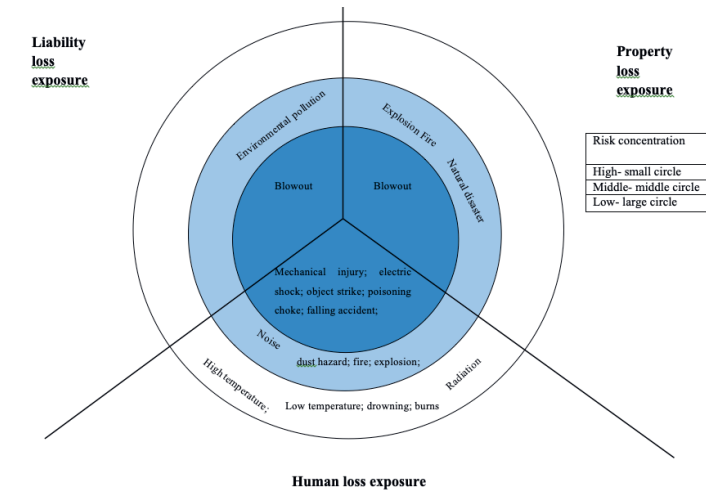 Liability
loss
exposure
Property
loss
exposure
Risk concentration
High- small circle
Middle- middle circle
Low- large circle
Environmental pollution
Explosion Fire
Natural disaster
Blowout
Blowout
Mechanical injury; electric
shock; object strike; poisoning
choke; falling accident;
Noise
dust hazard; fire; explosion;
High temperature;
Radiation
Low temperature; drowning; burns
Human loss exposure